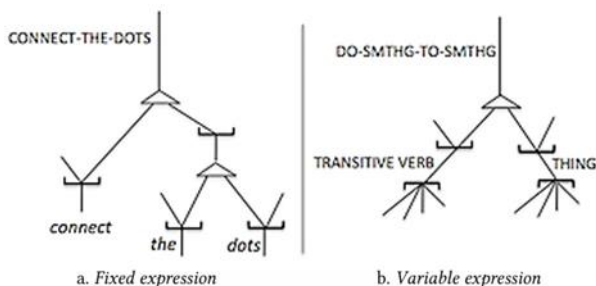 CONNECT-THE-DOTS
DO-SMTHG-TO-SMTHG
TRANSITIVE VERB
THING
connect
the
dots
a. Fixed expression
b. Variable expression